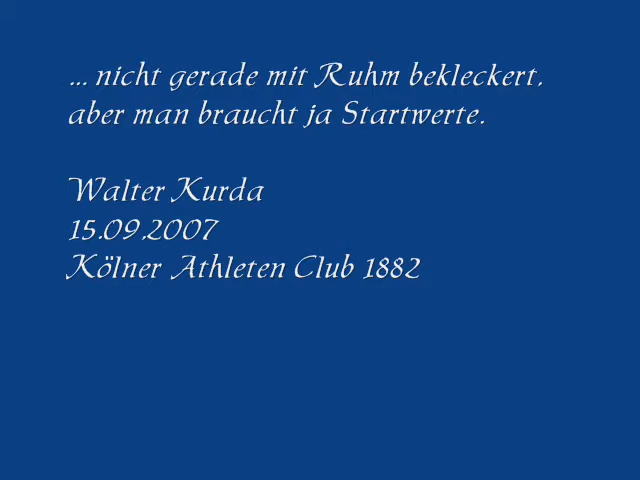 ... nicht gerade mit Ruhm bekleckert,
aber man braucht ja Startwerte.
Walter Kurda
15.09.2007
Kölner Athleten Club 1882